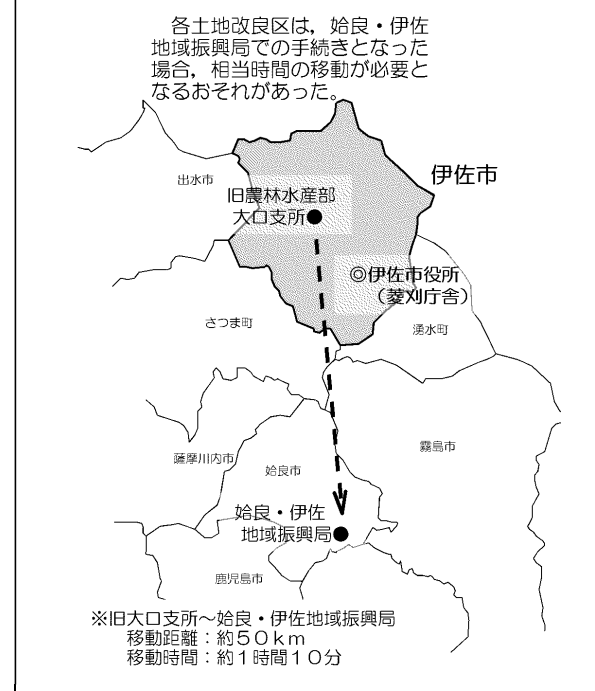 各土地改良区は，姶良・伊佐
地域振興局での手続きとなった
場合，相当時間の移動が必要と
なるおそれがあった。
伊佐市
出水市
旧農林水産部
大口支所●
◎伊佐市役所
（菱刈庁舎）
さつま町
湧水町
霧島市
薩摩川内市
姶良市
姶良・伊佐
地域振興局●
鹿児島市
※旧大口支所～姶良・伊佐地域振興局
移動距離：約５０ｋｍ
移動時間：約１時間１０分